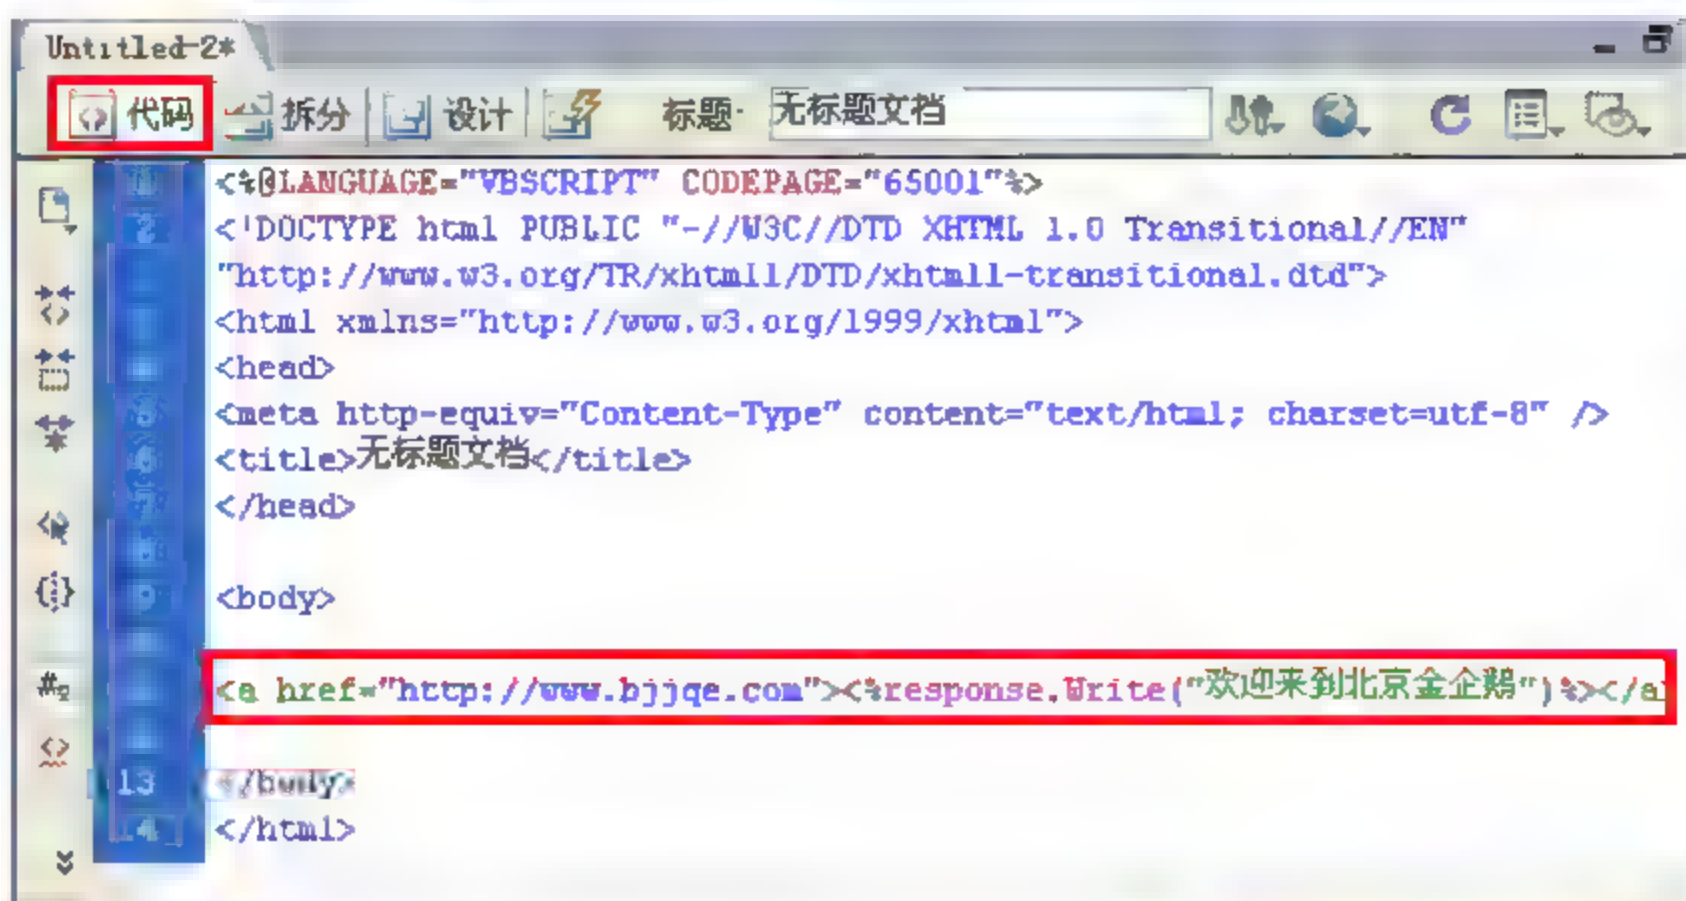 Untitled-2*
代码 拆分 设计 标题: 无标题文档
<%@LANGUAGE="VBSCRIPT" CODEPAGE="65001"%>
2 <!DOCTYPE html PUBLIC "-//W3C//DTD XHTML 1.0 Transitional//EN"
"http://www.w3.org/TR/xhtml1/DTD/xhtml1-transitional.dtd">
<html xmlns="http://www.w3.org/1999/xhtml">
<head>
<meta http-equiv="Content-Type" content="text/html; charset=utf-8" />
<title>无标题文档</title>
</head>
9 <body>
<a href="http://www.bjjqe.com"><%response.Write("欢迎来到北京金企鹅")%></a>
13 </body>
14 </html>